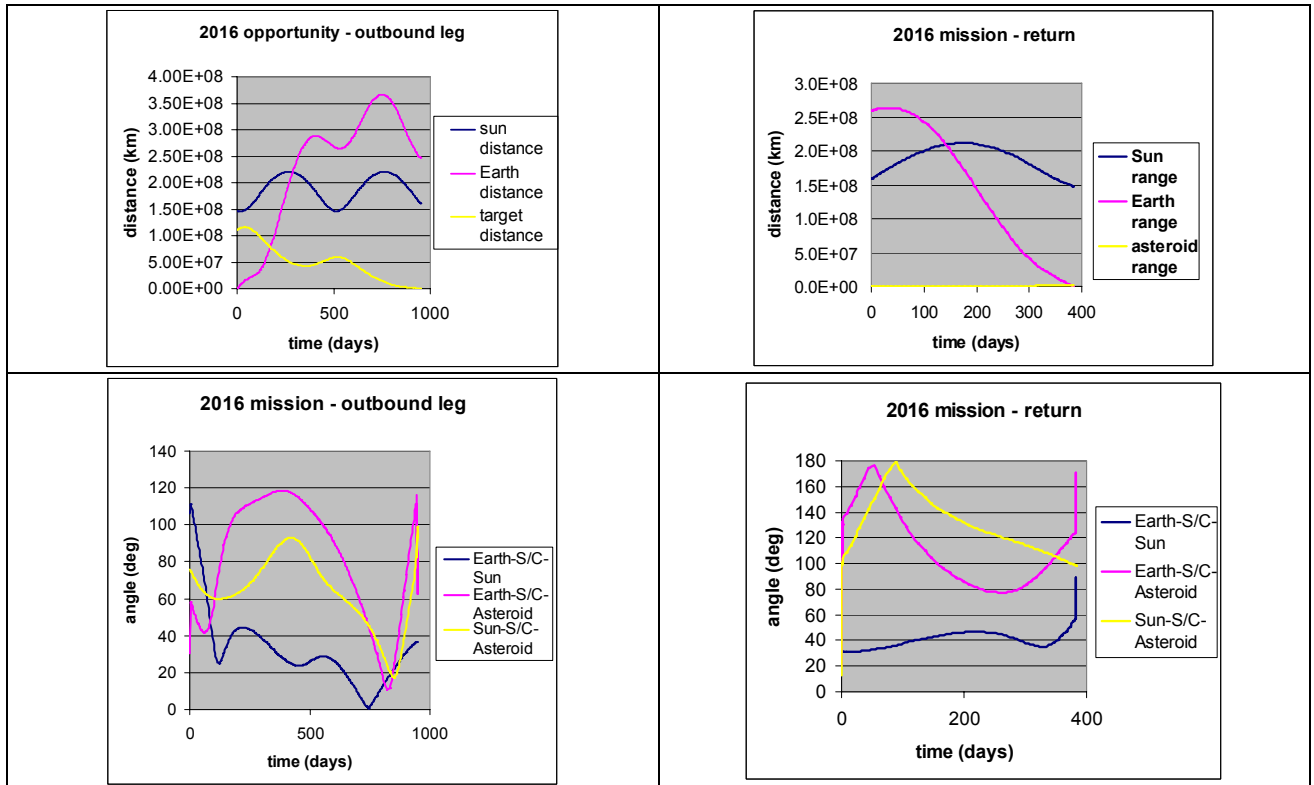 2016 opportunity - outbound leg
4.00E+08
3.50E+08
3.00E+08
2.50E+08
2.00E+08
1.50E+08
1.00E+08
5.00E+07
0.00E+00
distance (km)
0 500 1000
time (days)
sun
distance
Earth
distance
target
distance
2016 mission - return
3.0E+08
2.5E+08
2.0E+08
1.5E+08
1.0E+08
5.0E+07
0.0E+00
distance (km)
0 100 200 300 400
time (days)
Sun
range
Earth
range
asteroid
range
2016 mission - outbound leg
140
120
100
80
60
40
20
0
angle (deg)
0 500 1000
time (days)
Earth-S/C-
Sun
Earth-S/C-
Asteroid
Sun-S/C-
Asteroid
2016 mission - return
180
160
140
120
100
80
60
40
20
0
angle (deg)
0 200 400
time (days)
Earth-S/C-
Sun
Earth-S/C-
Asteroid
Sun-S/C-
Asteroid